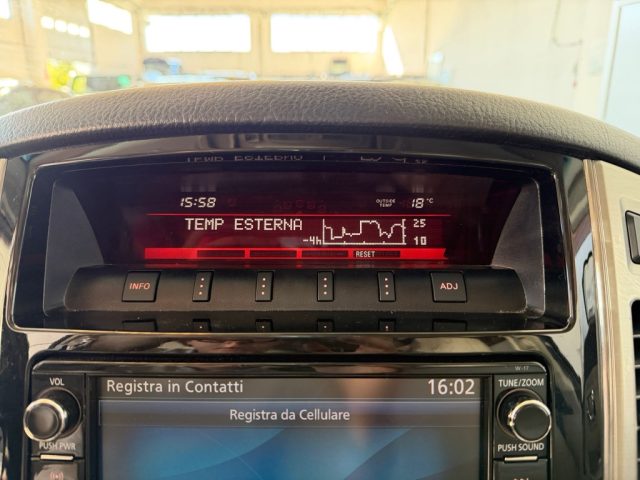 15:58 OUTSIDE TEMP 18 °C
TEMP ESTERNA 25
-4h 10
RESET
INFO ADJ
W-17
VOL Registra in Contatti 16:02 TUNE/ZOOM
Registra da Cellulare
PUSH PWR PUSH SOUND